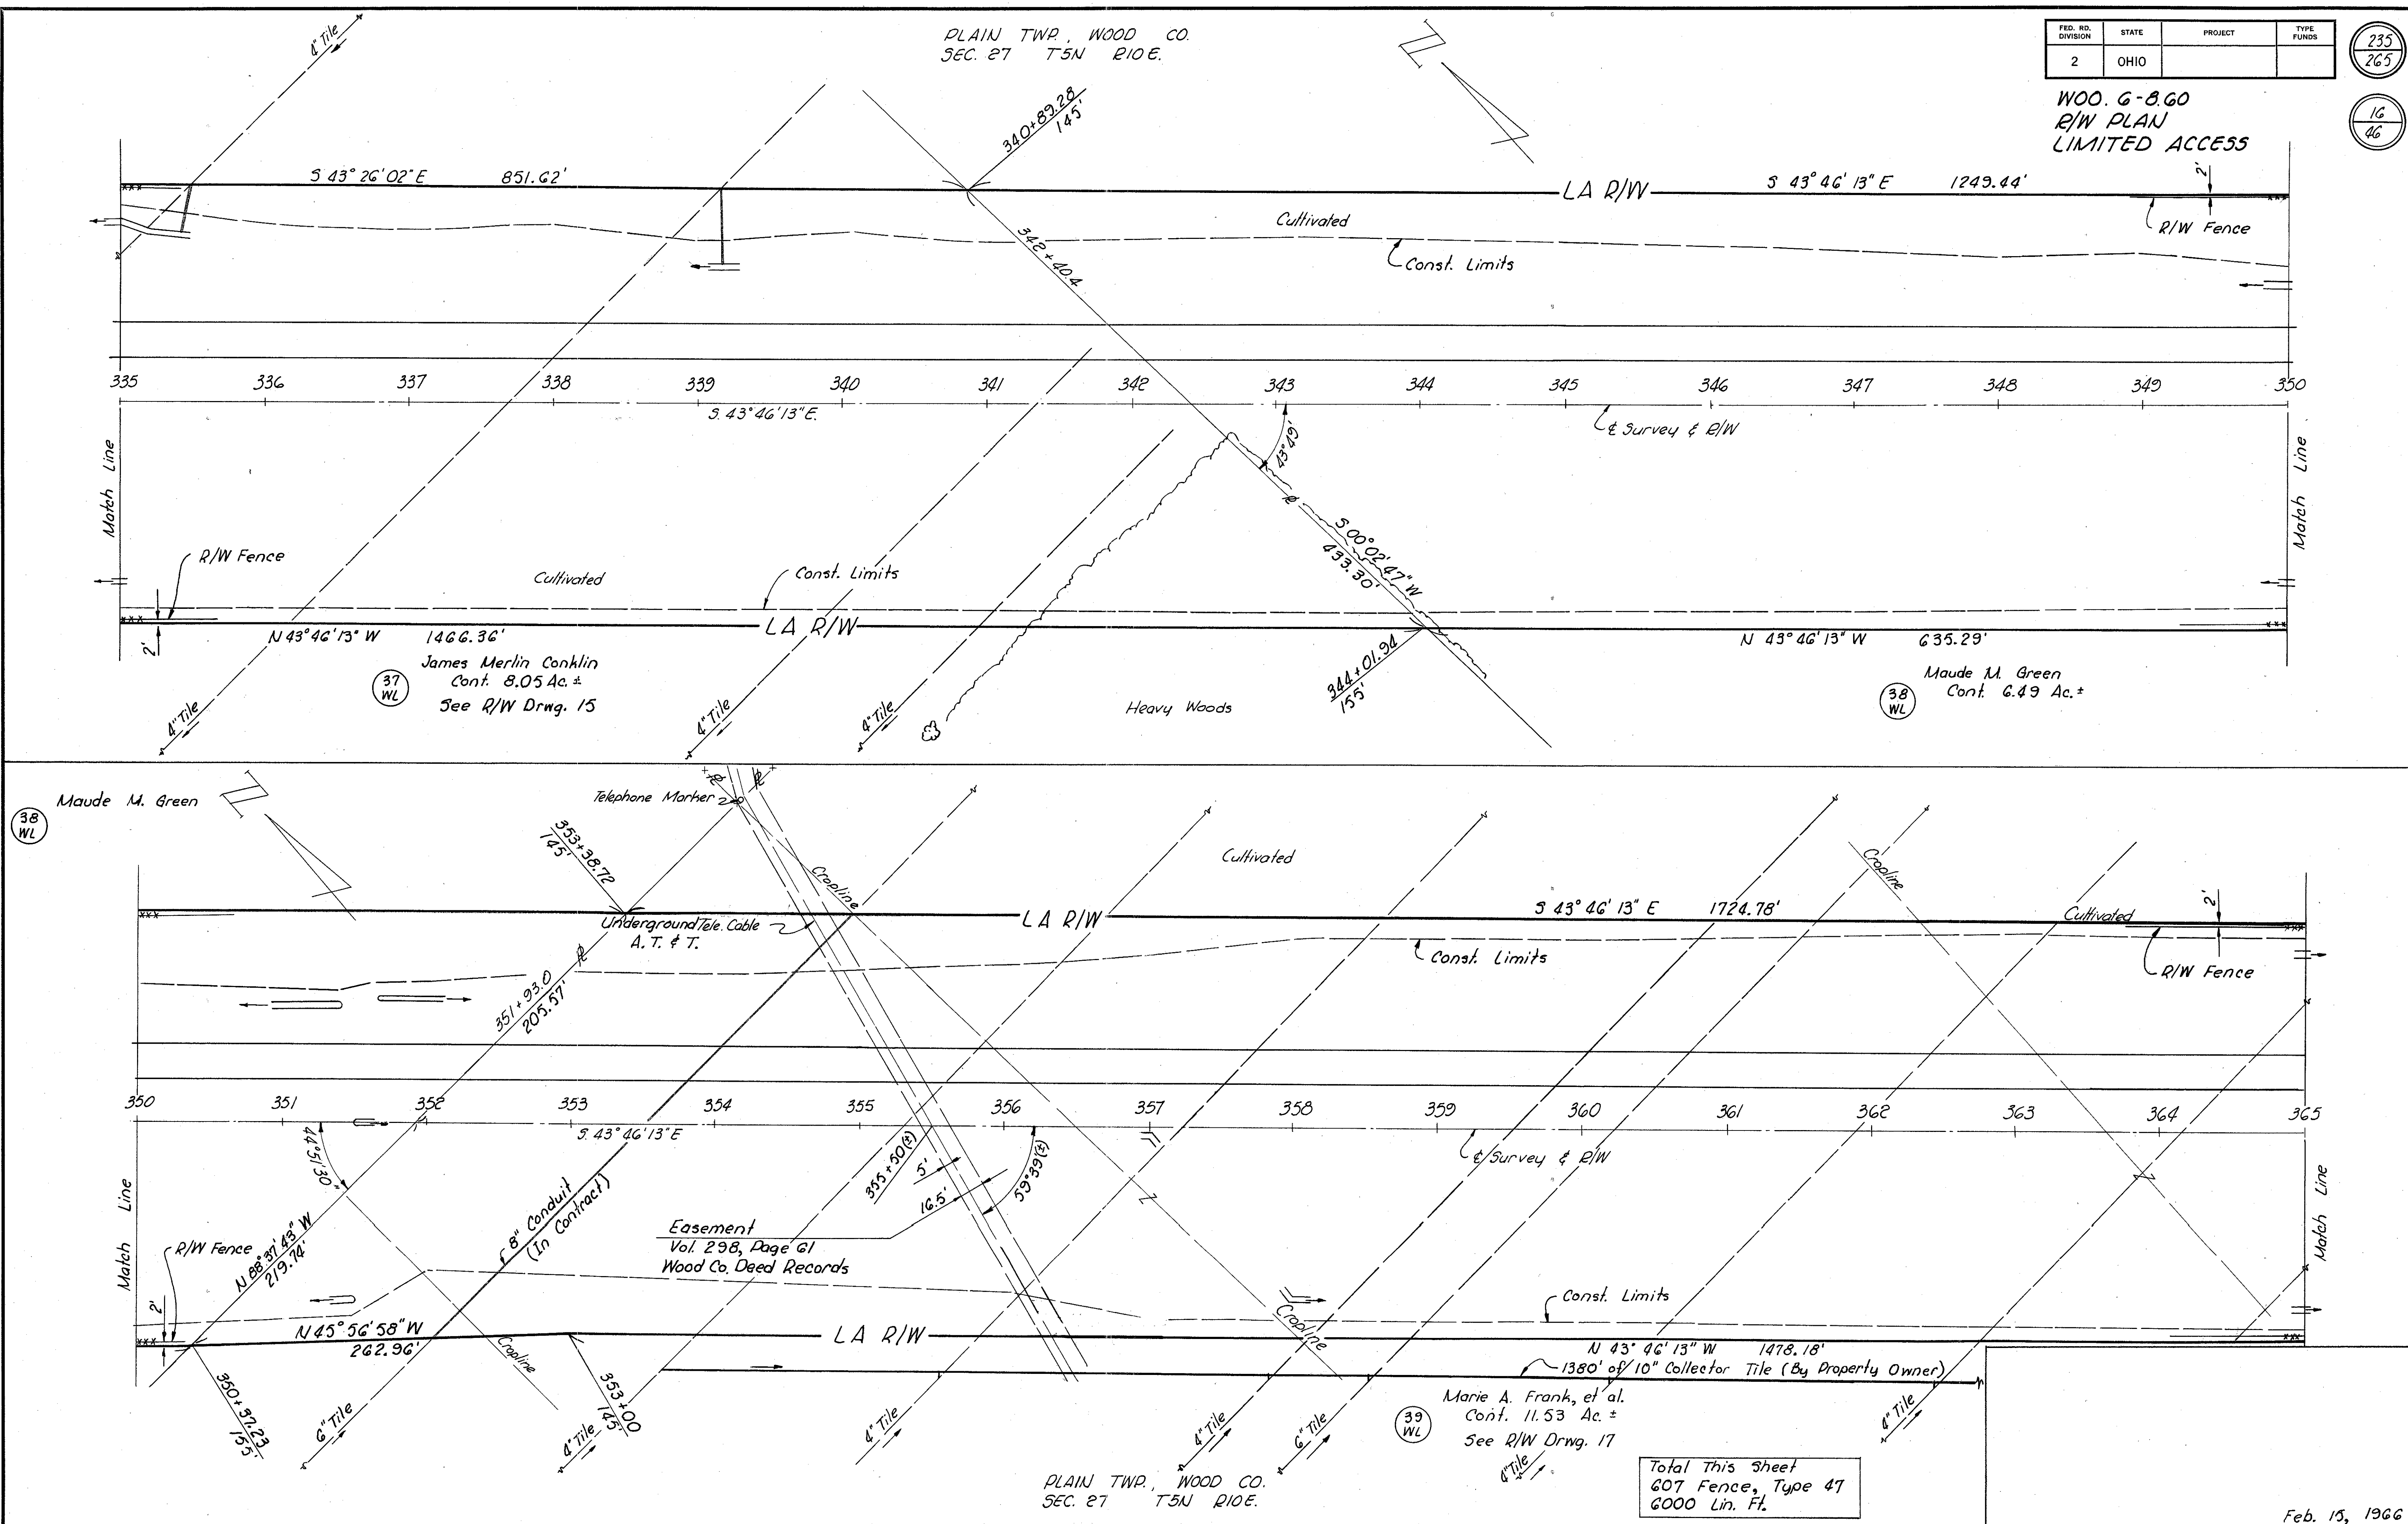 PLAIN TWP., WOOD CO.
SEC. 27 T5N R10E.
FED. RD. DIVISION STATE PROJECT TYPE FUNDS
2 OHIO
235
265
WOO. 6-8.60
R/W PLAN
LIMITED ACCESS
16
46
4" Tile
340+89.28
145'
S 43° 26' 02" E 851.62'
LA R/W
S 43° 46' 13" E 1249.44'
2'
R/W Fence
Cultivated
Const. Limits
342+40.4
335 336 337 338 339 340 341 342 343 344 345 346 347 348 349 350
S. 43° 46' 13" E.
℄ Survey & R/W
43° 49'
Match Line
Match Line
R/W Fence
Cultivated
Const. Limits
℄
S 00° 02' 47" W
433.30'
2'
N 43° 46' 13" W 1466.36'
LA R/W
N 43° 46' 13" W 635.29'
James Merlin Conklin
Cont. 8.05 Ac. ±
See R/W Drwg. 15
37
WL
4" Tile
4" Tile
4" Tile
Heavy Woods
344+01.94
155'
Maude M. Green
Cont. 6.49 Ac. ±
38
WL
Maude M. Green
38
WL
Telephone Marker
353+38.72
145'
Cropline
Cultivated
Cropline
Underground Tele. Cable
A. T. & T.
LA R/W
S 43° 46' 13" E 1724.78'
Cultivated
2'
Const. Limits
R/W Fence
351+93.0
205.57'
350 351 352 353 354 355 356 357 358 359 360 361 362 363 364 365
S. 43° 46' 13" E
℄ Survey & R/W
44° 51' 30"
355+50(±)
5'
16.5'
59° 39'(±)
Match Line
Match Line
R/W Fence
N 88° 37' 43" W
219.74'
8" Conduit
(In Contract)
Easement
Vol. 298, Page 61
Wood Co. Deed Records
2'
Const. Limits
N 45° 56' 58" W
262.96'
Cropline
LA R/W
Cropline
N 43° 46' 13" W 1478.18'
1380' of 10" Collector Tile (By Property Owner)
350+37.23
155'
6" Tile
4" Tile
353+00
145'
4" Tile
4" Tile
6" Tile
Marie A. Frank, et al.
Cont. 11.53 Ac. ±
See R/W Drwg. 17
39
WL
4" Tile
4" Tile
PLAIN TWP., WOOD CO.
SEC. 27 T5N R10E.
Total This Sheet
607 Fence, Type 47
6000 Lin. Ft.
Feb. 15, 1966